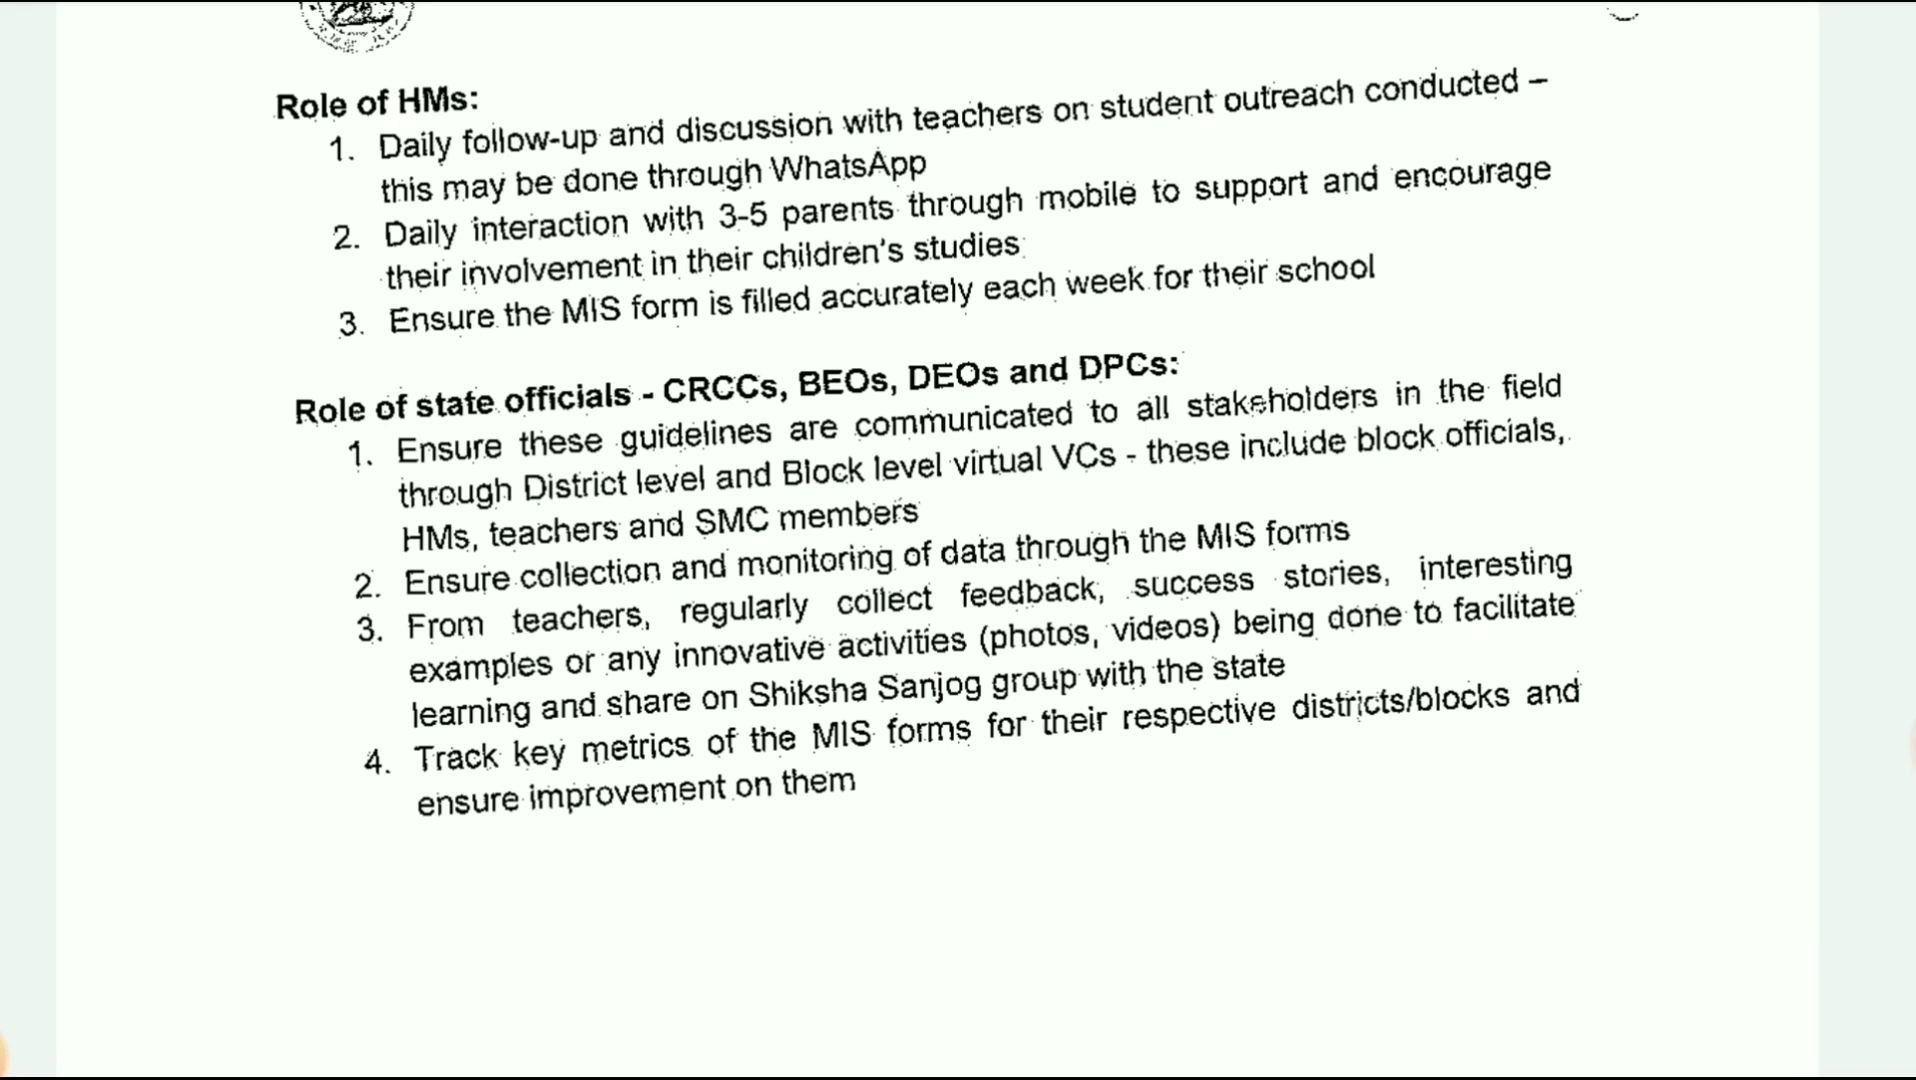 Role of HMs:
1. Daily follow-up and discussion with teachers on student outreach conducted –
this may be done through WhatsApp
2. Daily interaction with 3-5 parents through mobile to support and encourage
their involvement in their children's studies
3. Ensure the MIS form is filled accurately each week for their school
Role of state officials - CRCCs, BEOs, DEOs and DPCs:
1. Ensure these guidelines are communicated to all stakeholders in the field
through District level and Block level virtual VCs - these include block officials,
HMs, teachers and SMC members
2. Ensure collection and monitoring of data through the MIS forms
3. From teachers, regularly collect feedback, success stories, interesting
examples or any innovative activities (photos, videos) being done to facilitate
learning and share on Shiksha Sanjog group with the state
4. Track key metrics of the MIS forms for their respective districts/blocks and
ensure improvement on them